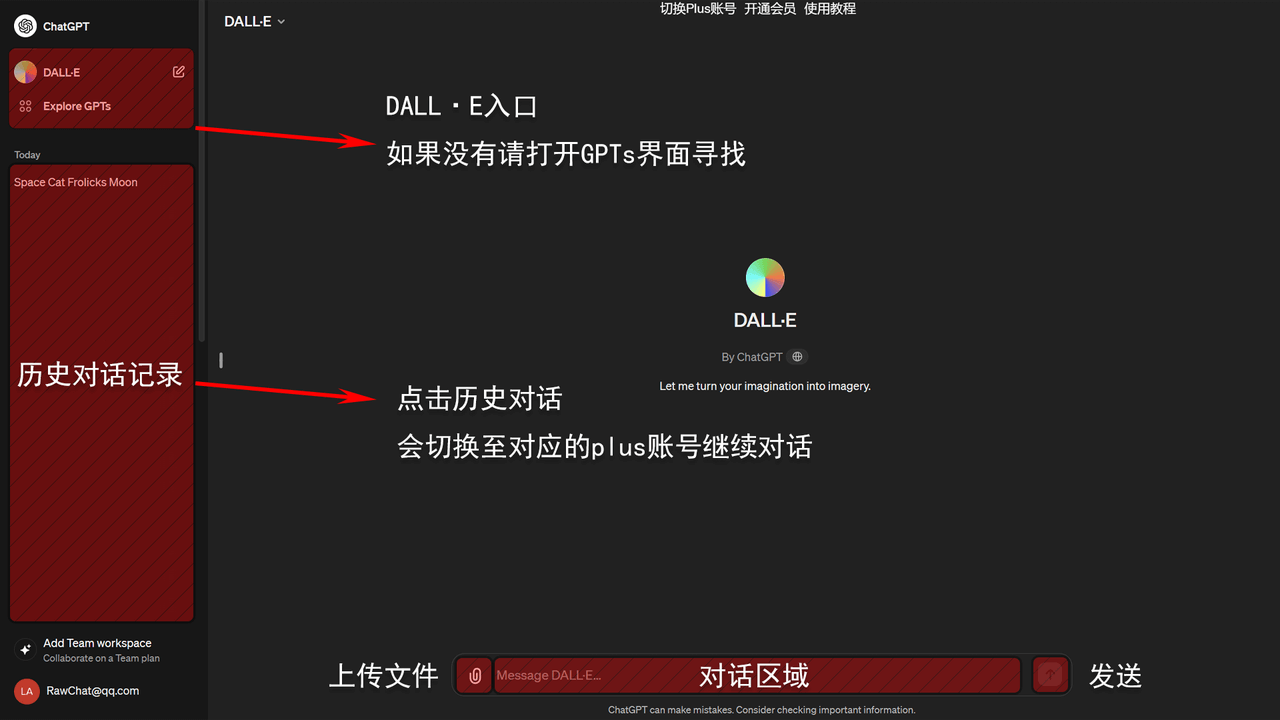 ChatGPT
DALL·E
Explore GPTs
Today
Space Cat Frolicks Moon
历史对话记录
Add Team workspace
Collaborate on a Team plan
LA
RawChat@qq.com
DALL·E
切换Plus账号 开通会员 使用教程
DALL·E入口
如果没有请打开GPTs界面寻找
DALL·E
By ChatGPT
Let me turn your imagination into imagery.
点击历史对话
会切换至对应的plus账号继续对话
上传文件
Message DALL·E...
对话区域
发送
ChatGPT can make mistakes. Consider checking important information.